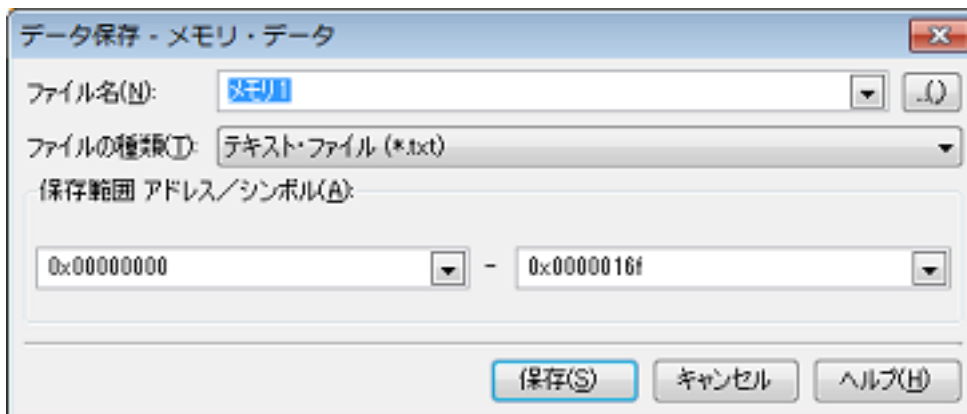 データ保存 - メモリ・データ
ファイル名(N): メモリ1 ...()
ファイルの種類(T): テキスト・ファイル (*.txt)
保存範囲 アドレス／シンボル(A):
0x00000000 - 0x0000016f
保存(S) キャンセル ヘルプ(H)